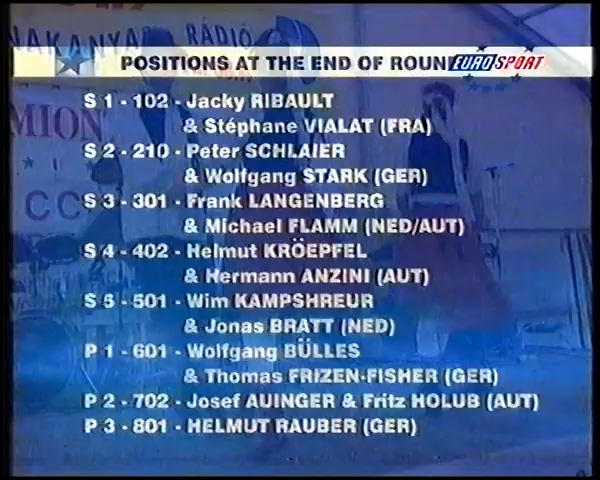 NAKANYA RÁDIÓ
POSITIONS AT THE END OF ROUN
EUROSPORT
MION
CC
S 1 - 102 - Jacky RIBAULT
& Stéphane VIALAT (FRA)
S 2 - 210 - Peter SCHLAIER
& Wolfgang STARK (GER)
S 3 - 301 - Frank LANGENBERG
& Michael FLAMM (NED/AUT)
S 4 - 402 - Helmut KRÖEPFEL
& Hermann ANZINI (AUT)
S 5 - 501 - Wim KAMPSHREUR
& Jonas BRATT (NED)
P 1 - 601 - Wolfgang BÜLLES
& Thomas FRIZEN-FISHER (GER)
P 2 - 702 - Josef AUINGER & Fritz HOLUB (AUT)
P 3 - 801 - HELMUT RAUBER (GER)